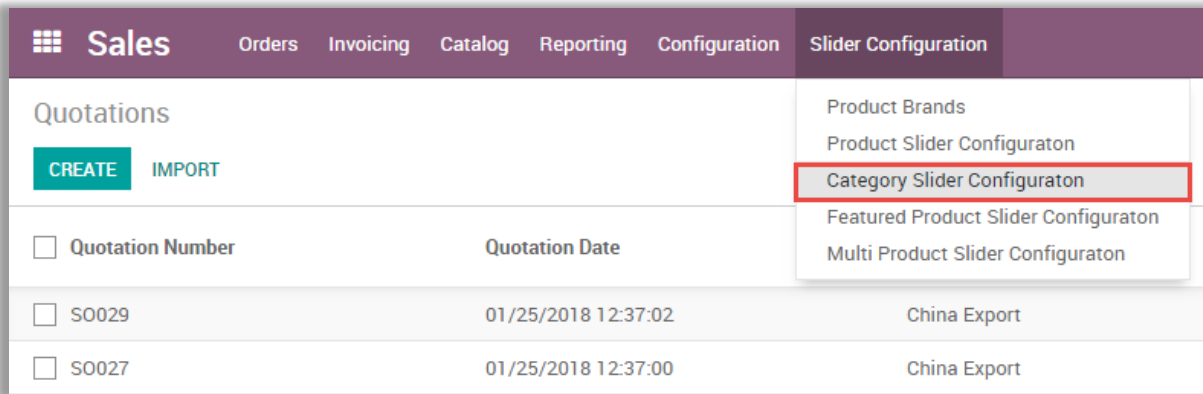 Sales Orders Invoicing Catalog Reporting Configuration Slider Configuration
Quotations
CREATE IMPORT
Product Brands
Product Slider Configuraton
Category Slider Configuraton
Featured Product Slider Configuraton
Multi Product Slider Configuraton
Quotation Number Quotation Date
SO029 01/25/2018 12:37:02 China Export
SO027 01/25/2018 12:37:00 China Export